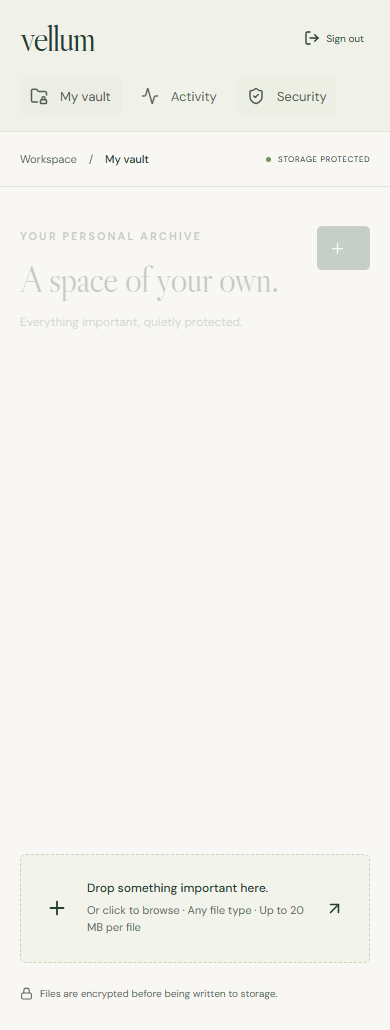 vellum
Sign out
My vault
Activity
Security
Workspace / My vault
STORAGE PROTECTED
YOUR PERSONAL ARCHIVE
A space of your own.
Everything important, quietly protected.
Drop something important here.
Or click to browse · Any file type · Up to 20
MB per file
Files are encrypted before being written to storage.